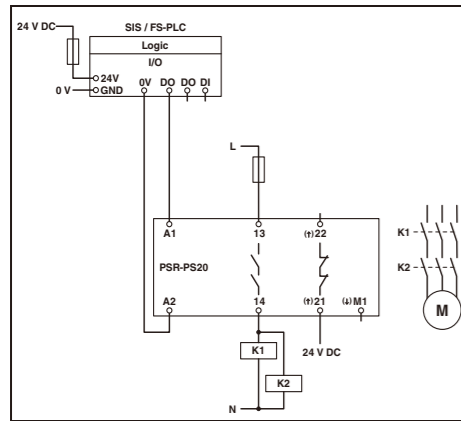 24 V DC
SIS / FS-PLC
Logic
I/O
24V
0V DO DO DI
0 V
GND
L
A1 13 (↑)22
K1
PSR-PS20
K2
M
A2 14 (↑)21 (↓)M1
K1
24 V DC
K2
N